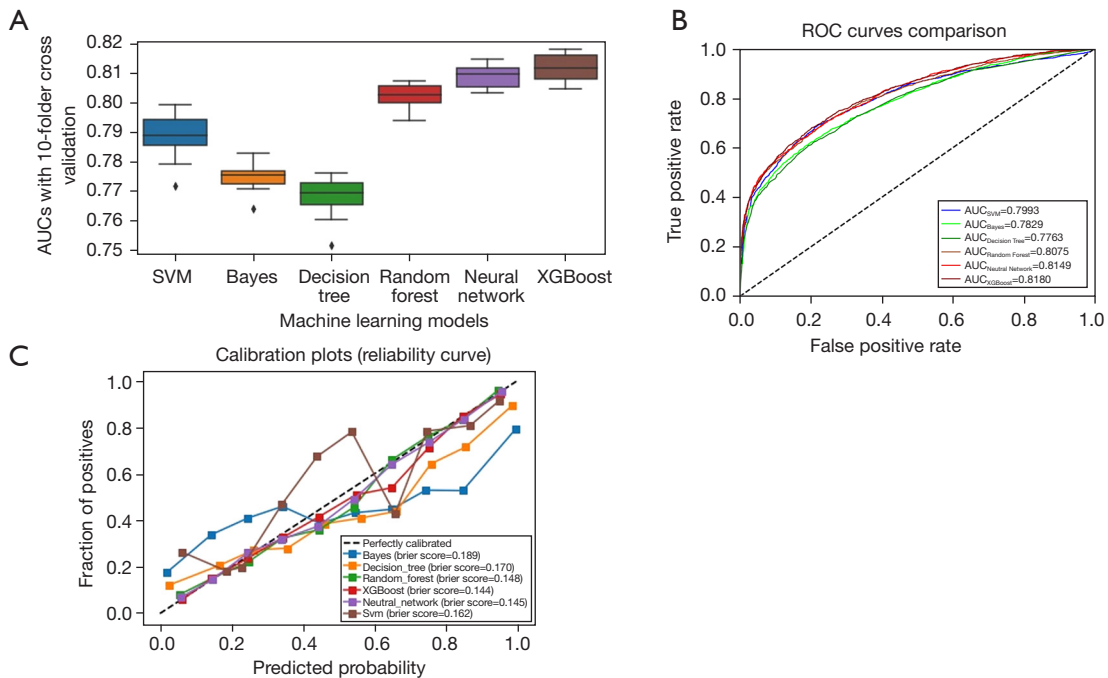 A
AUCs with 10-folder cross
validation
0.82
0.81
0.80
0.79
0.78
0.77
0.76
0.75
SVM
Bayes
Decision
tree
Random
forest
Neural
network
XGBoost
Machine learning models
B
ROC curves comparison
True positive rate
1.0
0.8
0.6
0.4
0.2
0.0
AUCSVM=0.7993
AUCBayes=0.7829
AUCDecision Tree=0.7763
AUCRandom Forest=0.8075
AUCNeutral Network=0.8149
AUCXGBoost=0.8180
0.0 0.2 0.4 0.6 0.8 1.0
False positive rate
C
Calibration plots (reliability curve)
Fraction of positives
1.0
0.8
0.6
0.4
0.2
0.0
Perfectly calibrated
Bayes (brier score=0.189)
Decision_tree (brier score=0.170)
Random_forest (brier score=0.148)
XGBoost (brier score=0.144)
Neutral_network (brier score=0.145)
Svm (brier score=0.162)
0.0 0.2 0.4 0.6 0.8 1.0
Predicted probability